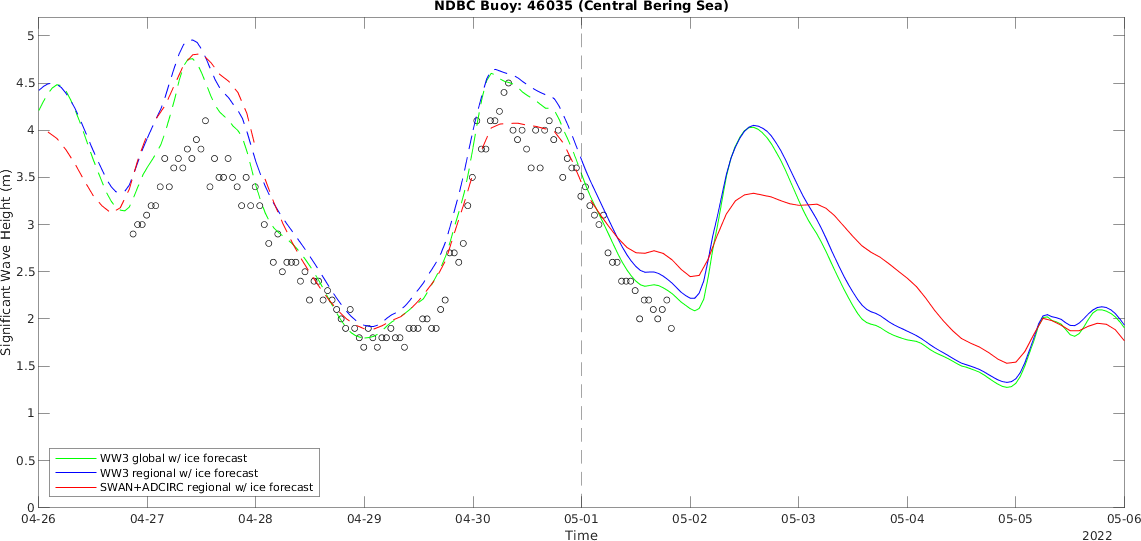 NDBC Buoy: 46035 (Central Bering Sea)
5
4.5
4
3.5
3
2.5
2
1.5
1
0.5
0
Significant Wave Height (m)
WW3 global w/ ice forecast
WW3 regional w/ ice forecast
SWAN+ADCIRC regional w/ ice forecast
04-26 04-27 04-28 04-29 04-30 05-01 05-02 05-03 05-04 05-05 05-06
Time
2022